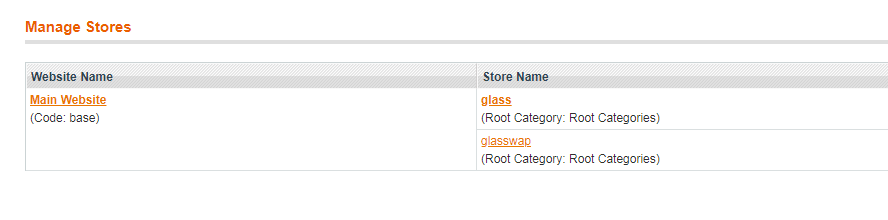 Manage Stores
Website Name Store Name
Main Website glass
(Code: base) (Root Category: Root Categories)
glasswap
(Root Category: Root Categories)